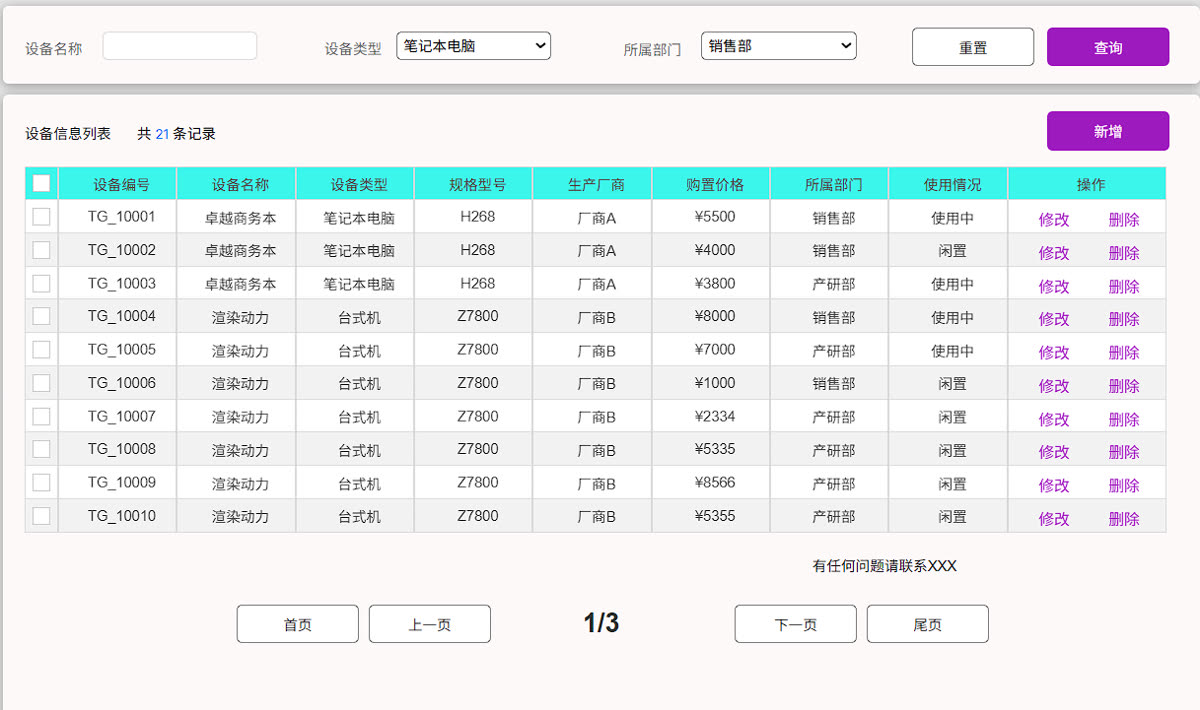 设备名称 设备类型 笔记本电脑 所属部门 销售部 重置 查询
设备信息列表 共 21 条记录 新增
设备编号 设备名称 设备类型 规格型号 生产厂商 购置价格 所属部门 使用情况 操作
TG_10001 卓越商务本 笔记本电脑 H268 厂商A ¥5500 销售部 使用中 修改 删除
TG_10002 卓越商务本 笔记本电脑 H268 厂商A ¥4000 销售部 闲置 修改 删除
TG_10003 卓越商务本 笔记本电脑 H268 厂商A ¥3800 产研部 使用中 修改 删除
TG_10004 渲染动力 台式机 Z7800 厂商B ¥8000 销售部 使用中 修改 删除
TG_10005 渲染动力 台式机 Z7800 厂商B ¥7000 产研部 使用中 修改 删除
TG_10006 渲染动力 台式机 Z7800 厂商B ¥1000 销售部 闲置 修改 删除
TG_10007 渲染动力 台式机 Z7800 厂商B ¥2334 产研部 闲置 修改 删除
TG_10008 渲染动力 台式机 Z7800 厂商B ¥5335 产研部 闲置 修改 删除
TG_10009 渲染动力 台式机 Z7800 厂商B ¥8566 产研部 闲置 修改 删除
TG_10010 渲染动力 台式机 Z7800 厂商B ¥5355 产研部 闲置 修改 删除
有任何问题请联系XXX
首页 上一页 1/3 下一页 尾页